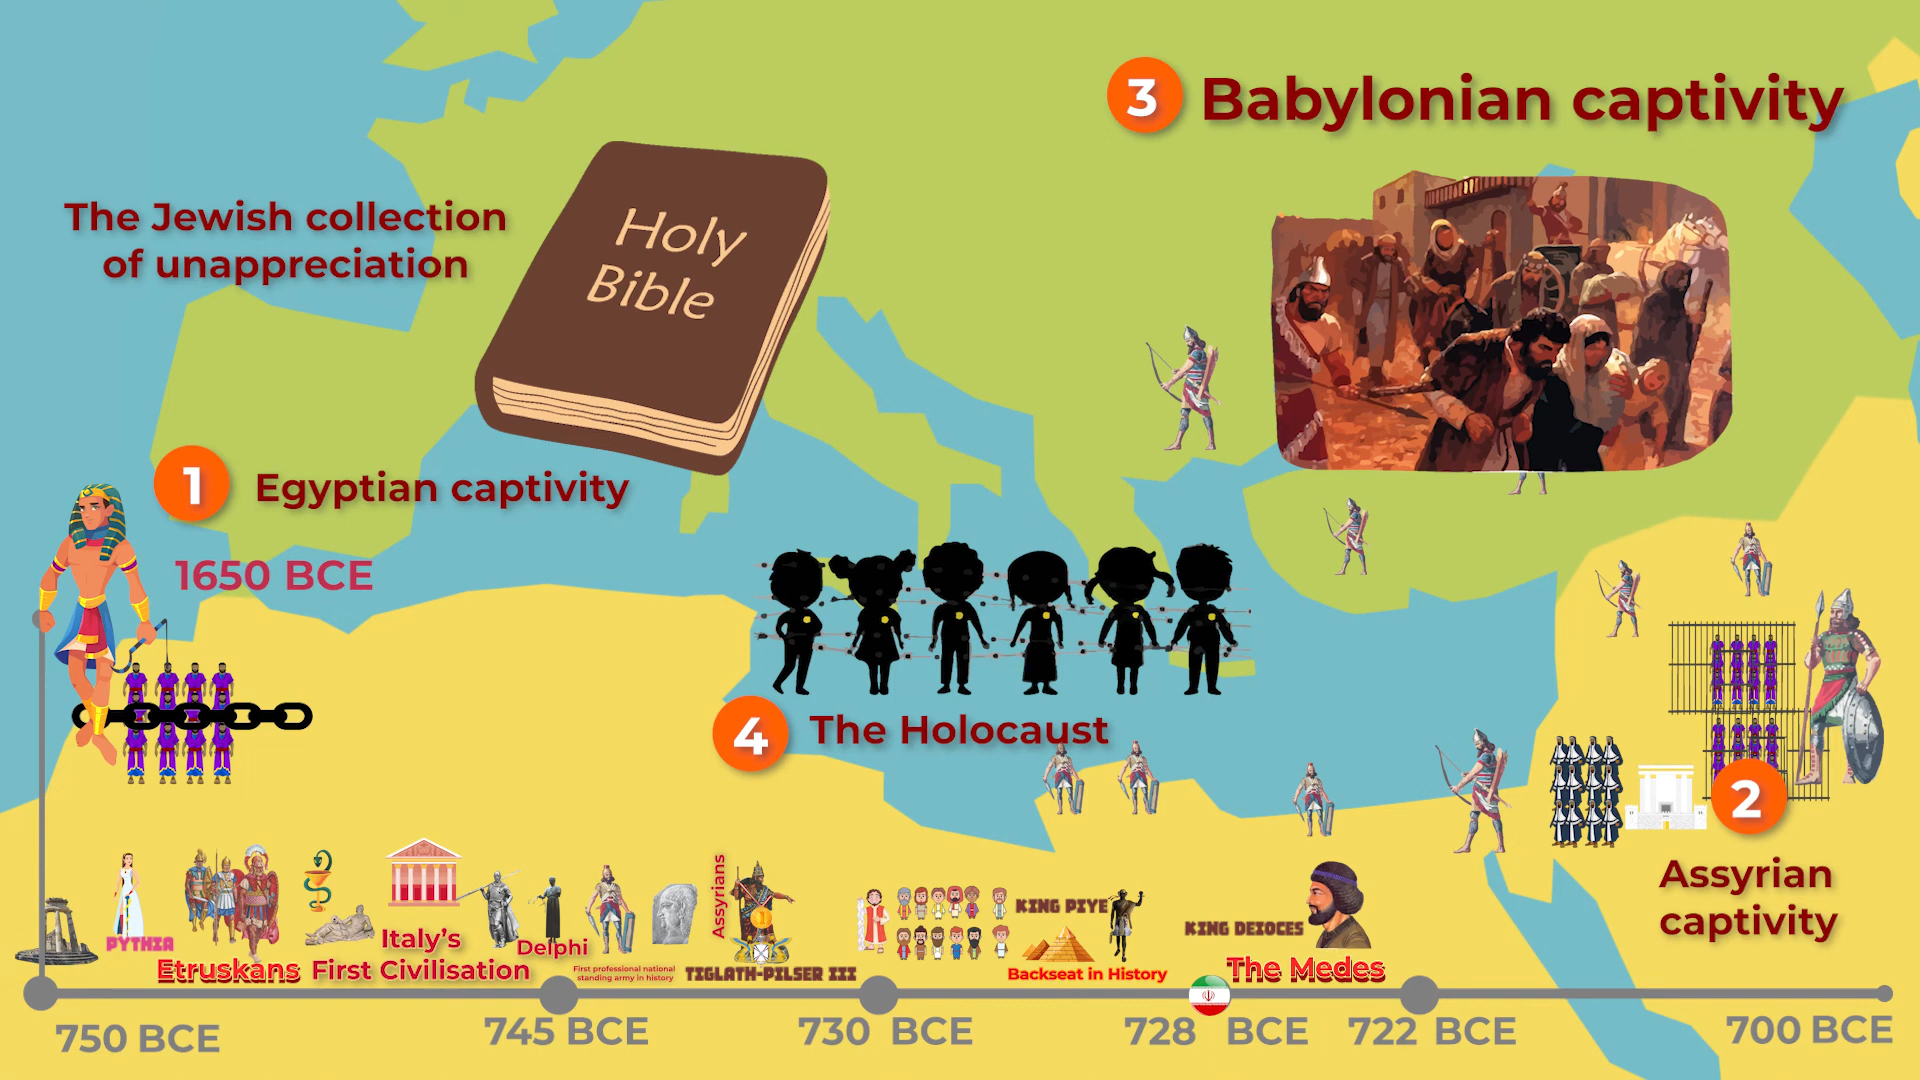 3 Babylonian captivity
The Jewish collection
of unappreciation
Holy
Bible
1 Egyptian captivity
1650 BCE
4 The Holocaust
2
Assyrian
captivity
PYTHIA
Etruskans
Italy's
First Civilisation
Delphi
First professional national
standing army in history
Assyrians
1
TIGLATH-PILSER III
KING PIYE
Backseat in History
KING DEIOCES
The Medes
750 BCE
745 BCE
730 BCE
728 BCE
722 BCE
700 BCE